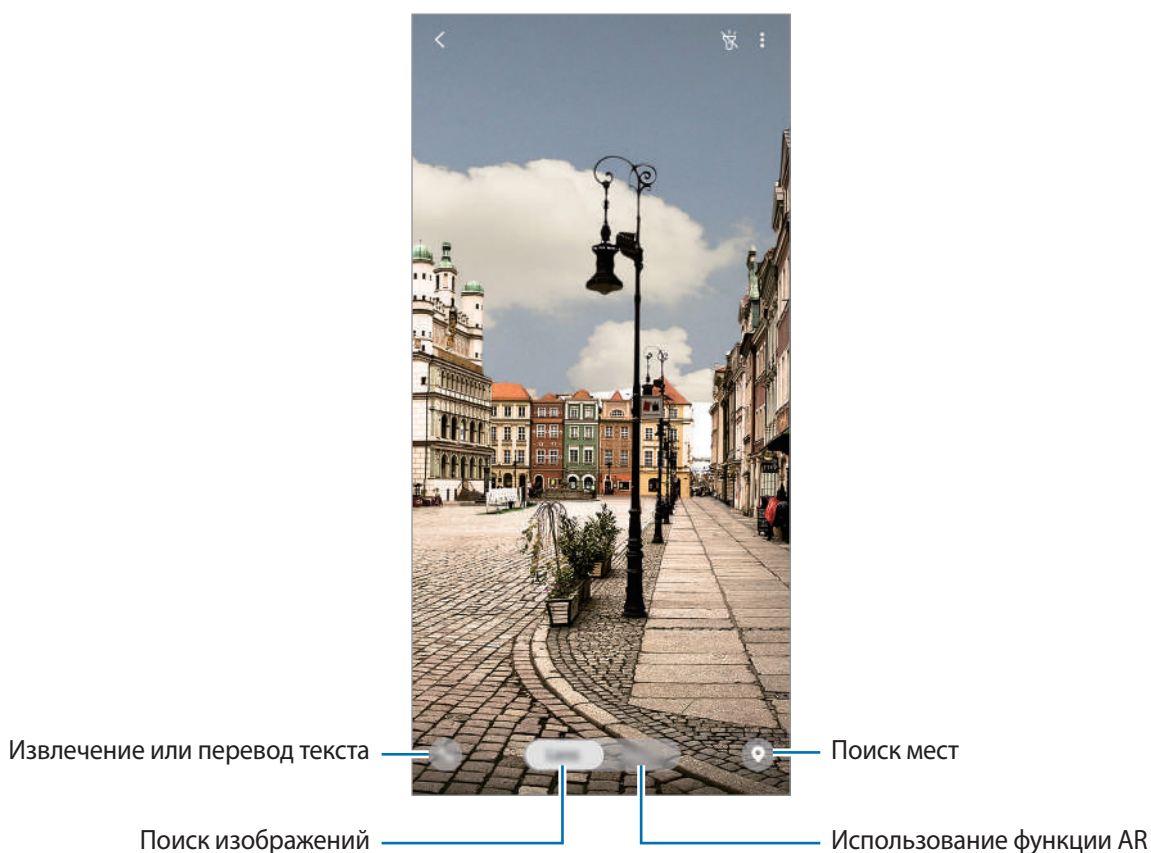 Извлечение или перевод текста
Поиск мест
Поиск изображений
Использование функции AR